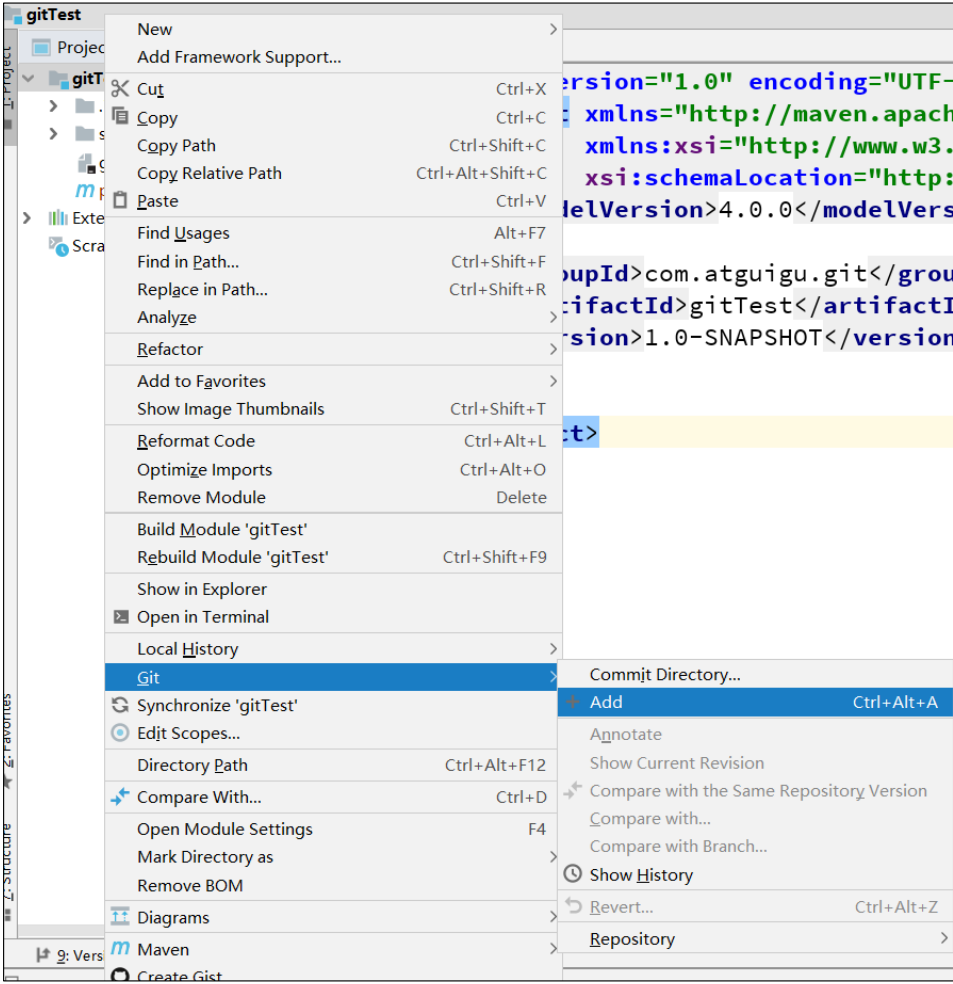 gitTest
1: Project
Projec
gitT
.
s
g
p
Exte
Scra
New
Add Framework Support...
Cut Ctrl+X
Copy Ctrl+C
Copy Path Ctrl+Shift+C
Copy Relative Path Ctrl+Alt+Shift+C
Paste Ctrl+V
Find Usages Alt+F7
Find in Path... Ctrl+Shift+F
Replace in Path... Ctrl+Shift+R
Analyze
Refactor
Add to Favorites
Show Image Thumbnails Ctrl+Shift+T
Reformat Code Ctrl+Alt+L
Optimize Imports Ctrl+Alt+O
Remove Module Delete
Build Module 'gitTest'
Rebuild Module 'gitTest' Ctrl+Shift+F9
Show in Explorer
Open in Terminal
Local History
Git
Synchronize 'gitTest'
Edit Scopes...
Directory Path Ctrl+Alt+F12
Compare With... Ctrl+D
Open Module Settings F4
Mark Directory as
Remove BOM
Diagrams
Maven
Create Gist
ersion="1.0" encoding="UTF-
t xmlns="http://maven.apach
xmlns:xsi="http://www.w3.
xsi:schemaLocation="http:
delVersion>4.0.0</modelVers
oupId>com.atguigu.git</grou
tifactId>gitTest</artifactI
rsion>1.0-SNAPSHOT</version
ct>
Commit Directory...
Add Ctrl+Alt+A
Annotate
Show Current Revision
Compare with the Same Repository Version
Compare with...
Compare with Branch...
Show History
Revert... Ctrl+Alt+Z
Repository
2: Favorites
7: Structure
9: Vers